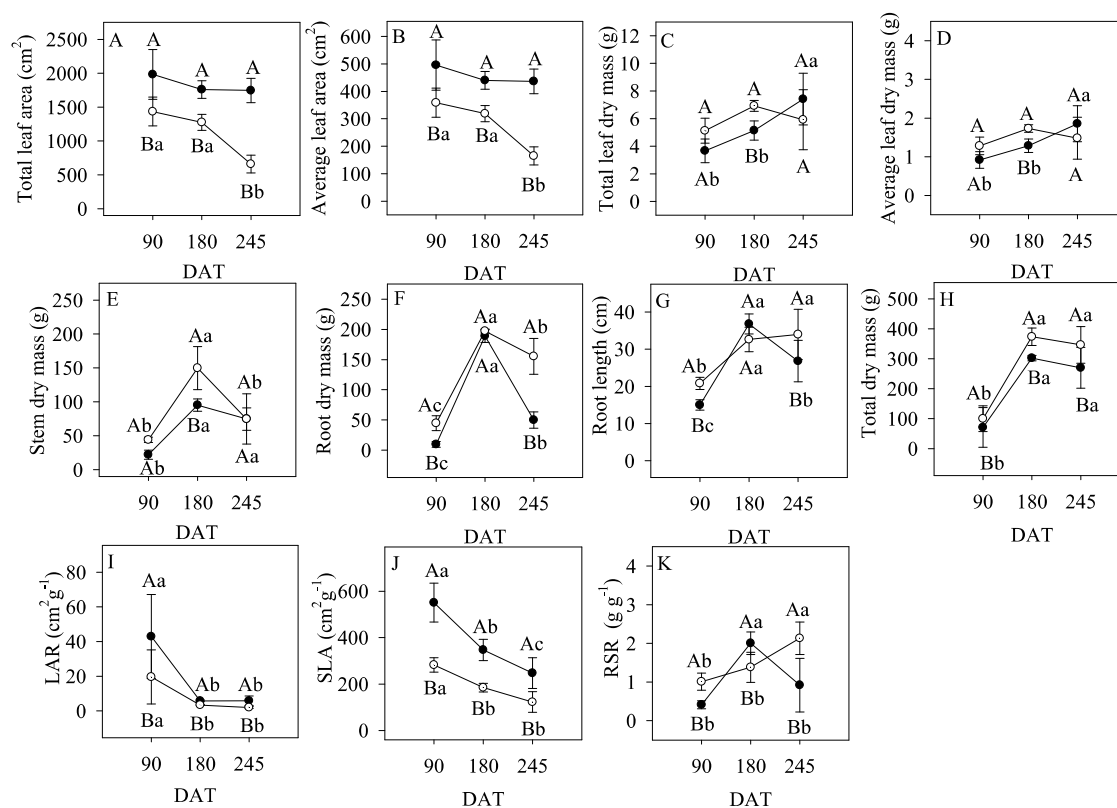 A
Total leaf area (cm²)
2500
2000
1500
1000
500
0
A
A
A
Ba
Ba
Bb
90 180 245
DAT
B
Average leaf area (cm²)
600
500
400
300
200
100
0
A
A
A
Ba
Ba
Bb
90 180 245
DAT
C
Total leaf dry mass (g)
12
10
8
6
4
2
0
A
A
Aa
Ab
Bb
A
90 180 245
DAT
D
Average leaf dry mass (g)
4
3
2
1
0
A
A
Aa
Ab
Bb
A
90 180 245
DAT
E
Stem dry mass (g)
250
200
150
100
50
0
Ab
Aa
Ab
Ab
Ba
Aa
90 180 245
DAT
F
Root dry mass (g)
250
200
150
100
50
0
Ac
Aa
Ab
Bc
Aa
Bb
90 180 245
DAT
G
Root length (cm)
40
30
20
10
0
Ab
Aa
Aa
Bc
Aa
Bb
90 180 245
DAT
H
Total dry mass (g)
500
400
300
200
100
0
Ab
Aa
Aa
Bb
Ba
Ba
90 180 245
DAT
I
LAR (cm²g⁻¹)
80
60
40
20
0
Aa
Ab
Ab
Ba
Bb
Bb
90 180 245
DAT
J
SLA (cm²g⁻¹)
600
400
200
0
Aa
Ab
Ac
Ba
Bb
Bb
90 180 245
DAT
K
RSR (g g⁻¹)
4
3
2
1
0
Ab
Aa
Aa
Bb
Bb
Bb
90 180 245
DAT